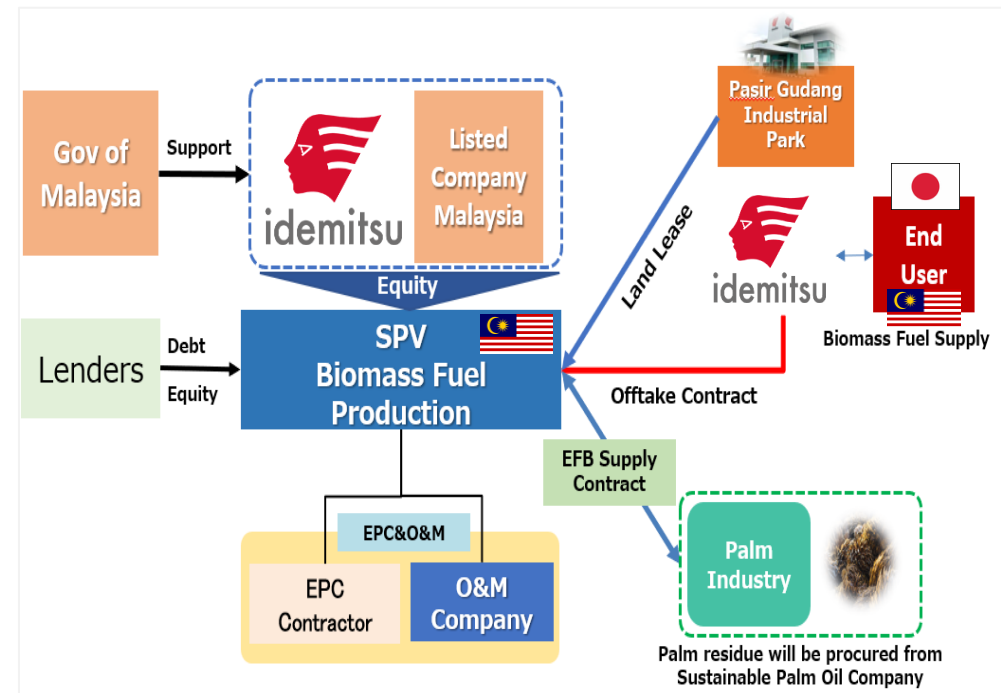 Gov of
Malaysia
Support
idemitsu
Listed
Company
Malaysia
Equity
Pasir Gudang
Industrial
Park
Land Lease
idemitsu
End
User
Biomass Fuel Supply
Lenders
Debt
Equity
SPV
Biomass Fuel
Production
Offtake Contract
EFB Supply
Contract
EPC&O&M
EPC
Contractor
O&M
Company
Palm
Industry
Palm residue will be procured from
Sustainable Palm Oil Company